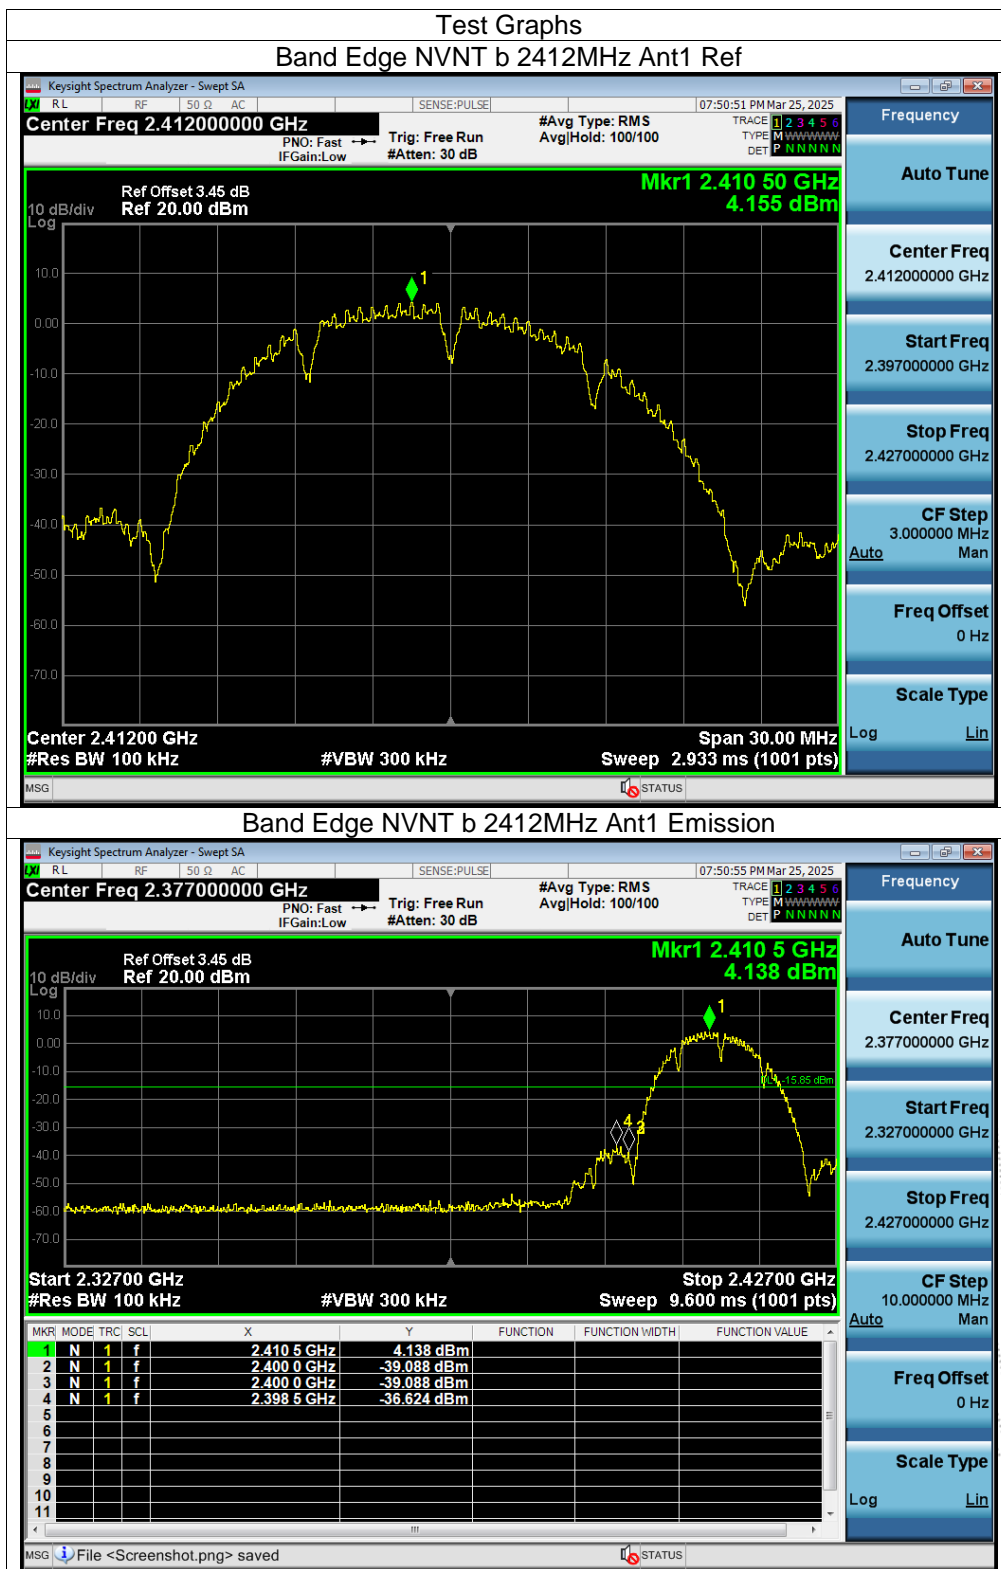 Test Graphs
Band Edge NVNT b 2412MHz Ant1 Ref
Keysight Spectrum Analyzer - Swept SA
LXI RL RF 50 Ω AC SENSE:PULSE 07:50:51 PM Mar 25, 2025
Center Freq 2.412000000 GHz
PNO: Fast
IFGain:Low
Trig: Free Run
#Atten: 30 dB
#Avg Type: RMS
Avg|Hold: 100/100
TRACE 1 2 3 4 5 6
TYPE M W W W W W
DET P N N N N N
Ref Offset 3.45 dB
10 dB/div Ref 20.00 dBm
Log
Mkr1 2.410 50 GHz
4.155 dBm
1
10.0
0.00
-10.0
-20.0
-30.0
-40.0
-50.0
-60.0
-70.0
Center 2.41200 GHz Span 30.00 MHz
#Res BW 100 kHz #VBW 300 kHz Sweep 2.933 ms (1001 pts)
MSG STATUS
Frequency
Auto Tune
Center Freq
2.412000000 GHz
Start Freq
2.397000000 GHz
Stop Freq
2.427000000 GHz
CF Step
3.000000 MHz
Auto Man
Freq Offset
0 Hz
Scale Type
Log Lin
Band Edge NVNT b 2412MHz Ant1 Emission
Keysight Spectrum Analyzer - Swept SA
LXI RL RF 50 Ω AC SENSE:PULSE 07:50:55 PM Mar 25, 2025
Center Freq 2.377000000 GHz
PNO: Fast
IFGain:Low
Trig: Free Run
#Atten: 30 dB
#Avg Type: RMS
Avg|Hold: 100/100
TRACE 1 2 3 4 5 6
TYPE M W W W W W
DET P N N N N N
Ref Offset 3.45 dB
10 dB/div Ref 20.00 dBm
Log
Mkr1 2.410 5 GHz
4.138 dBm
1
10.0
0.00
-10.0
-15.85 dBm
-20.0
-30.0
4
-40.0
-50.0
-60.0
-70.0
Start 2.32700 GHz Stop 2.42700 GHz
#Res BW 100 kHz #VBW 300 kHz Sweep 9.600 ms (1001 pts)
MKR MODE TRC SCL X Y FUNCTION FUNCTION WIDTH FUNCTION VALUE
1 N 1 f 2.410 5 GHz 4.138 dBm
2 N 1 f 2.400 0 GHz -39.088 dBm
3 N 1 f 2.400 0 GHz -39.088 dBm
4 N 1 f 2.398 5 GHz -36.624 dBm
5
6
7
8
9
10
11
MSG File <Screenshot.png> saved STATUS
Frequency
Auto Tune
Center Freq
2.377000000 GHz
Start Freq
2.327000000 GHz
Stop Freq
2.427000000 GHz
CF Step
10.000000 MHz
Auto Man
Freq Offset
0 Hz
Scale Type
Log Lin